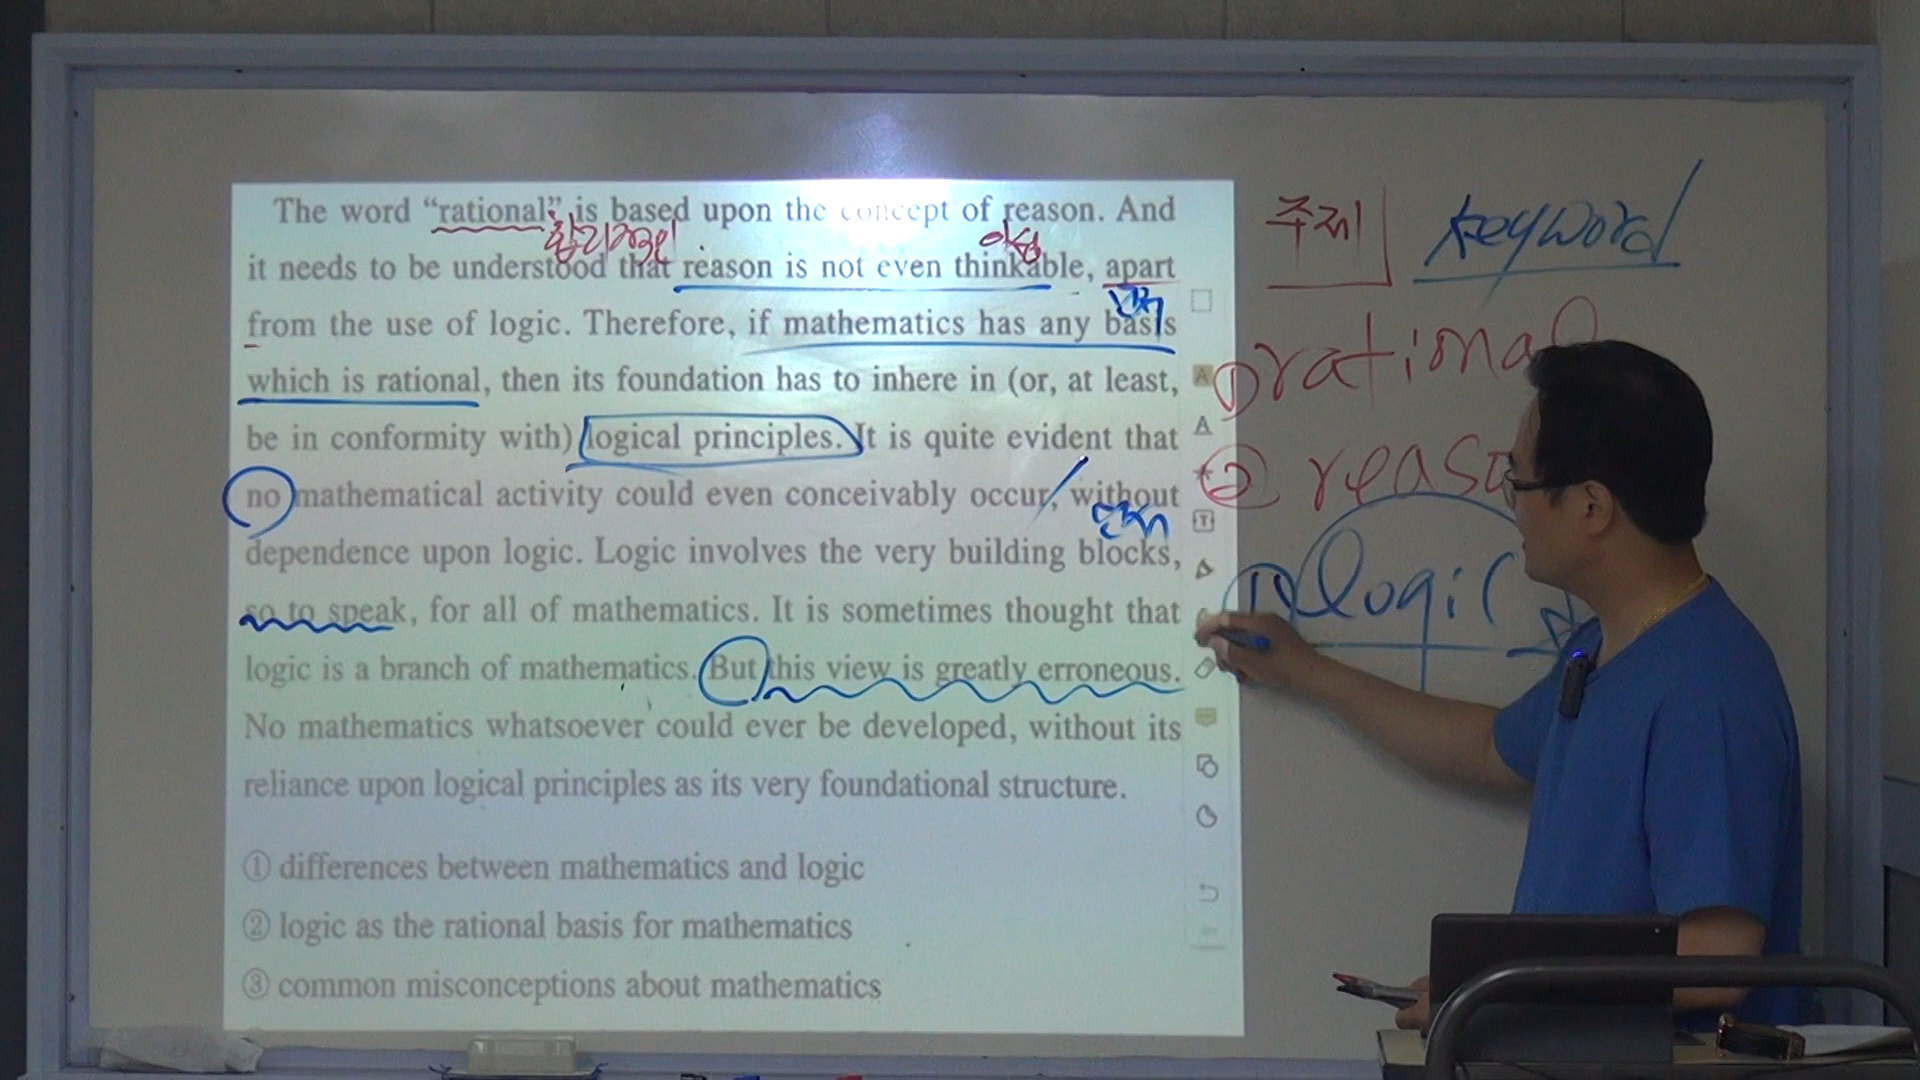 The word “rational” is based upon the concept of reason. And
합리적인
이성
it needs to be understood that reason is not even thinkable, apart
from the use of logic. Therefore, if mathematics has any basis
which is rational, then its foundation has to inhere in (or, at least,
be in conformity with) logical principles. It is quite evident that
no mathematical activity could even conceivably occur, without
dependence upon logic. Logic involves the very building blocks,
so to speak, for all of mathematics. It is sometimes thought that
logic is a branch of mathematics. But this view is greatly erroneous.
No mathematics whatsoever could ever be developed, without its
reliance upon logical principles as its very foundational structure.
① differences between mathematics and logic
② logic as the rational basis for mathematics
③ common misconceptions about mathematics
주제
keyword
① rational
② reaso
① logic